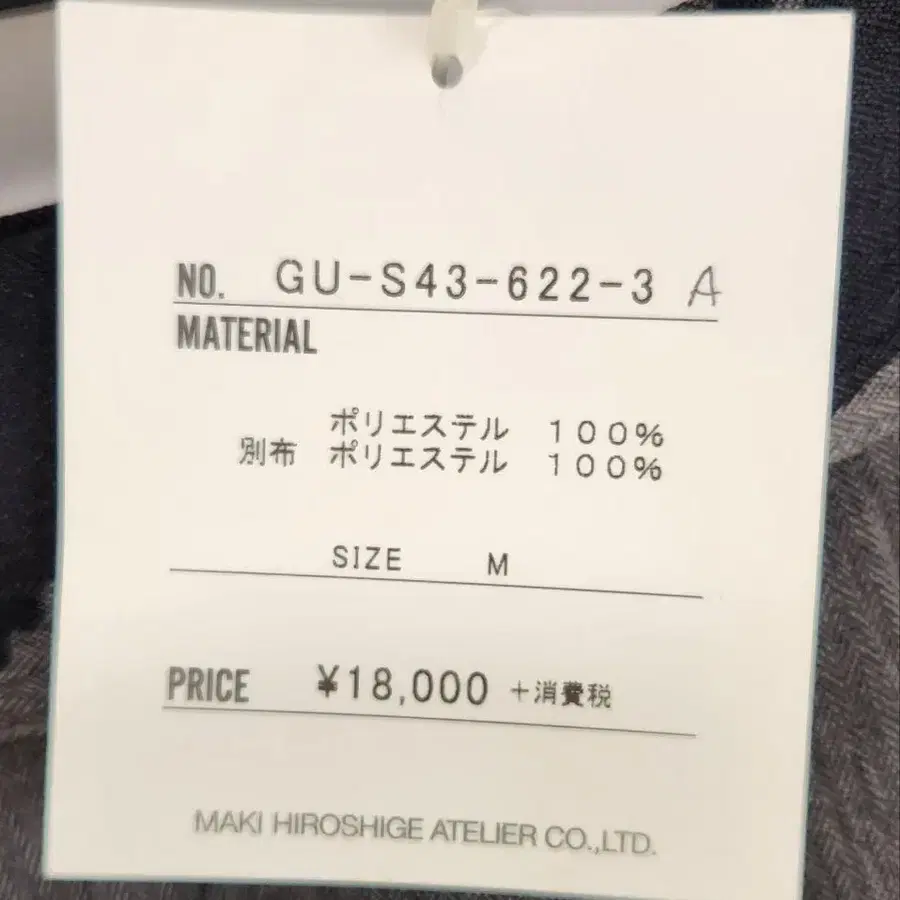 NO. GU-S43-622-3 A
MATERIAL
ポリエステル 100%
別布 ポリエステル 100%
SIZE M
PRICE ¥18,000 +消費税
MAKI HIROSHIGE ATELIER CO.,LTD.